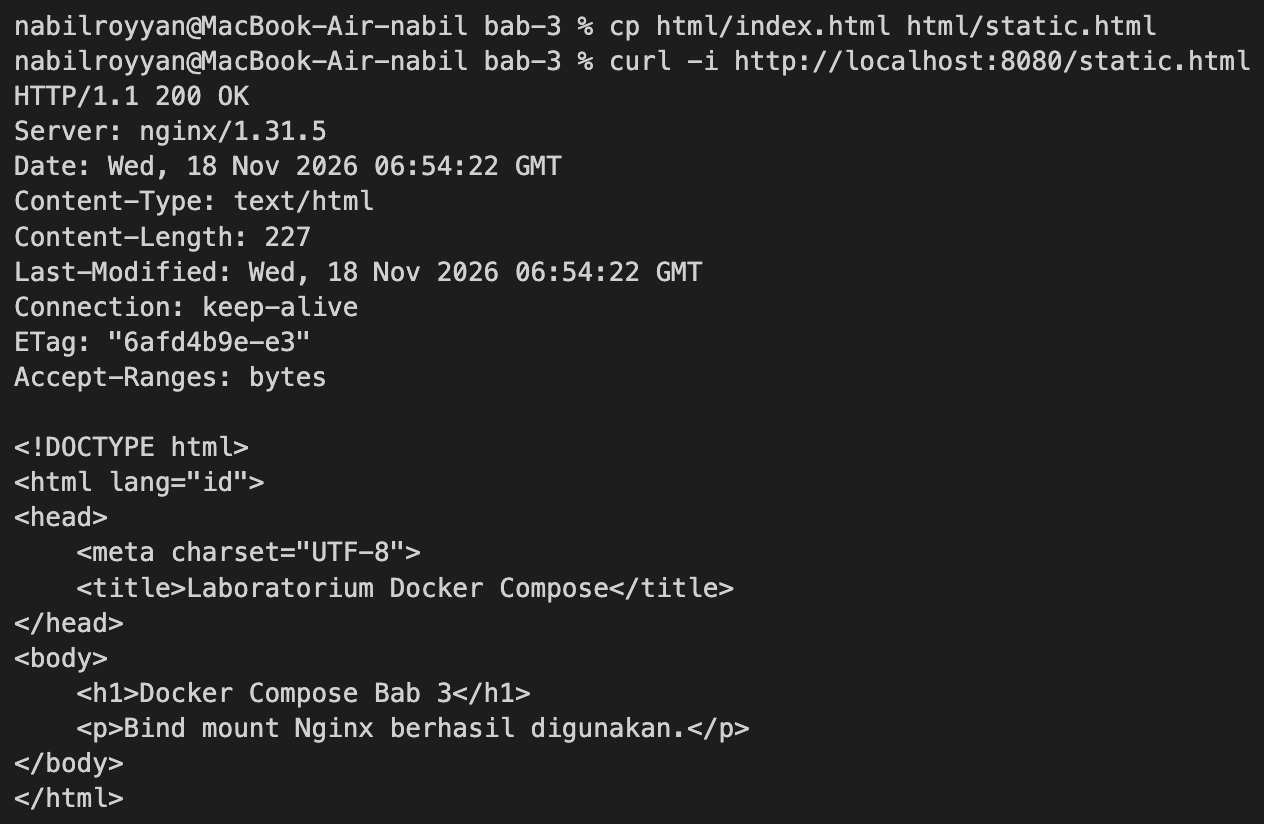 nabilroyyan@MacBook-Air-nabil bab-3 % cp html/index.html html/static.html
nabilroyyan@MacBook-Air-nabil bab-3 % curl -i http://localhost:8080/static.html
HTTP/1.1 200 OK
Server: nginx/1.31.5
Date: Wed, 18 Nov 2026 06:54:22 GMT
Content-Type: text/html
Content-Length: 227
Last-Modified: Wed, 18 Nov 2026 06:54:22 GMT
Connection: keep-alive
ETag: "6afd4b9e-e3"
Accept-Ranges: bytes

<!DOCTYPE html>
<html lang="id">
<head>
    <meta charset="UTF-8">
    <title>Laboratorium Docker Compose</title>
</head>
<body>
    <h1>Docker Compose Bab 3</h1>
    <p>Bind mount Nginx berhasil digunakan.</p>
</body>
</html>